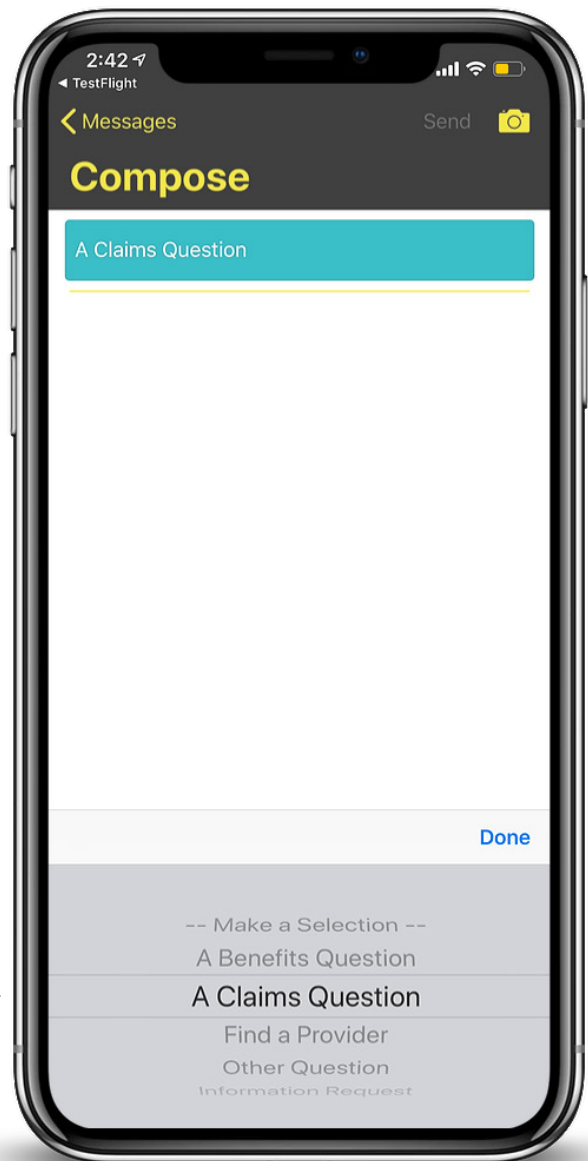 2:42
◀ TestFlight
Messages
Send
Compose
A Claims Question
Done
-- Make a Selection --
A Benefits Question
A Claims Question
Find a Provider
Other Question
Information Request